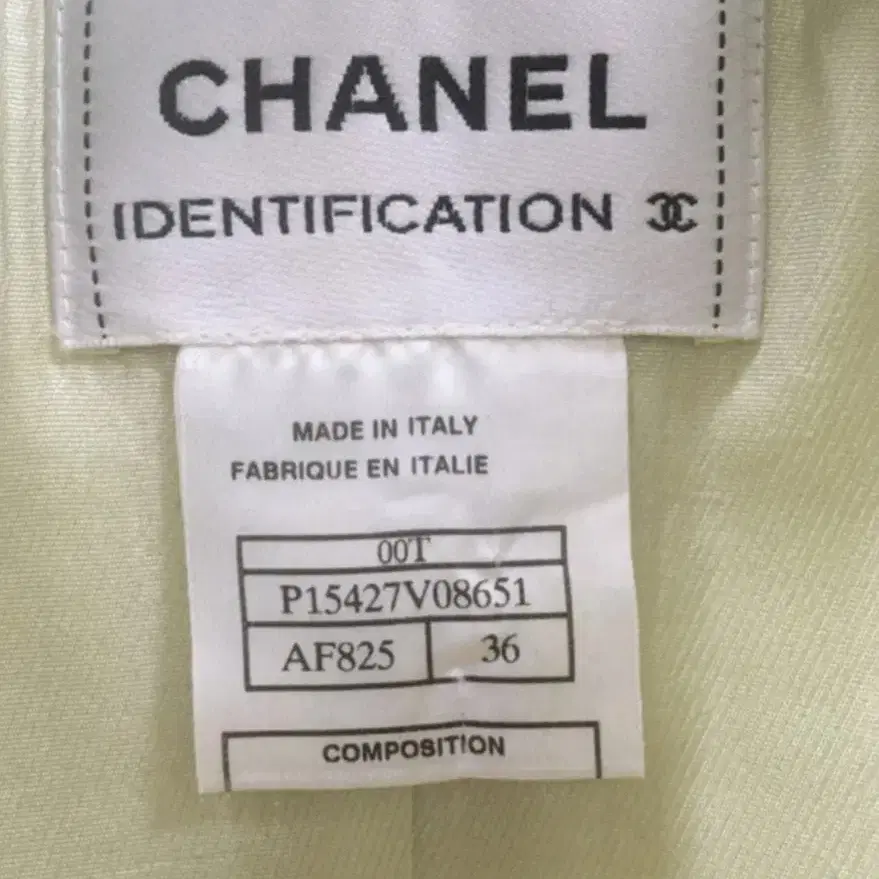 CHANEL
IDENTIFICATION
MADE IN ITALY
FABRIQUE EN ITALIE
00T
P15427V08651
AF825 36
COMPOSITION